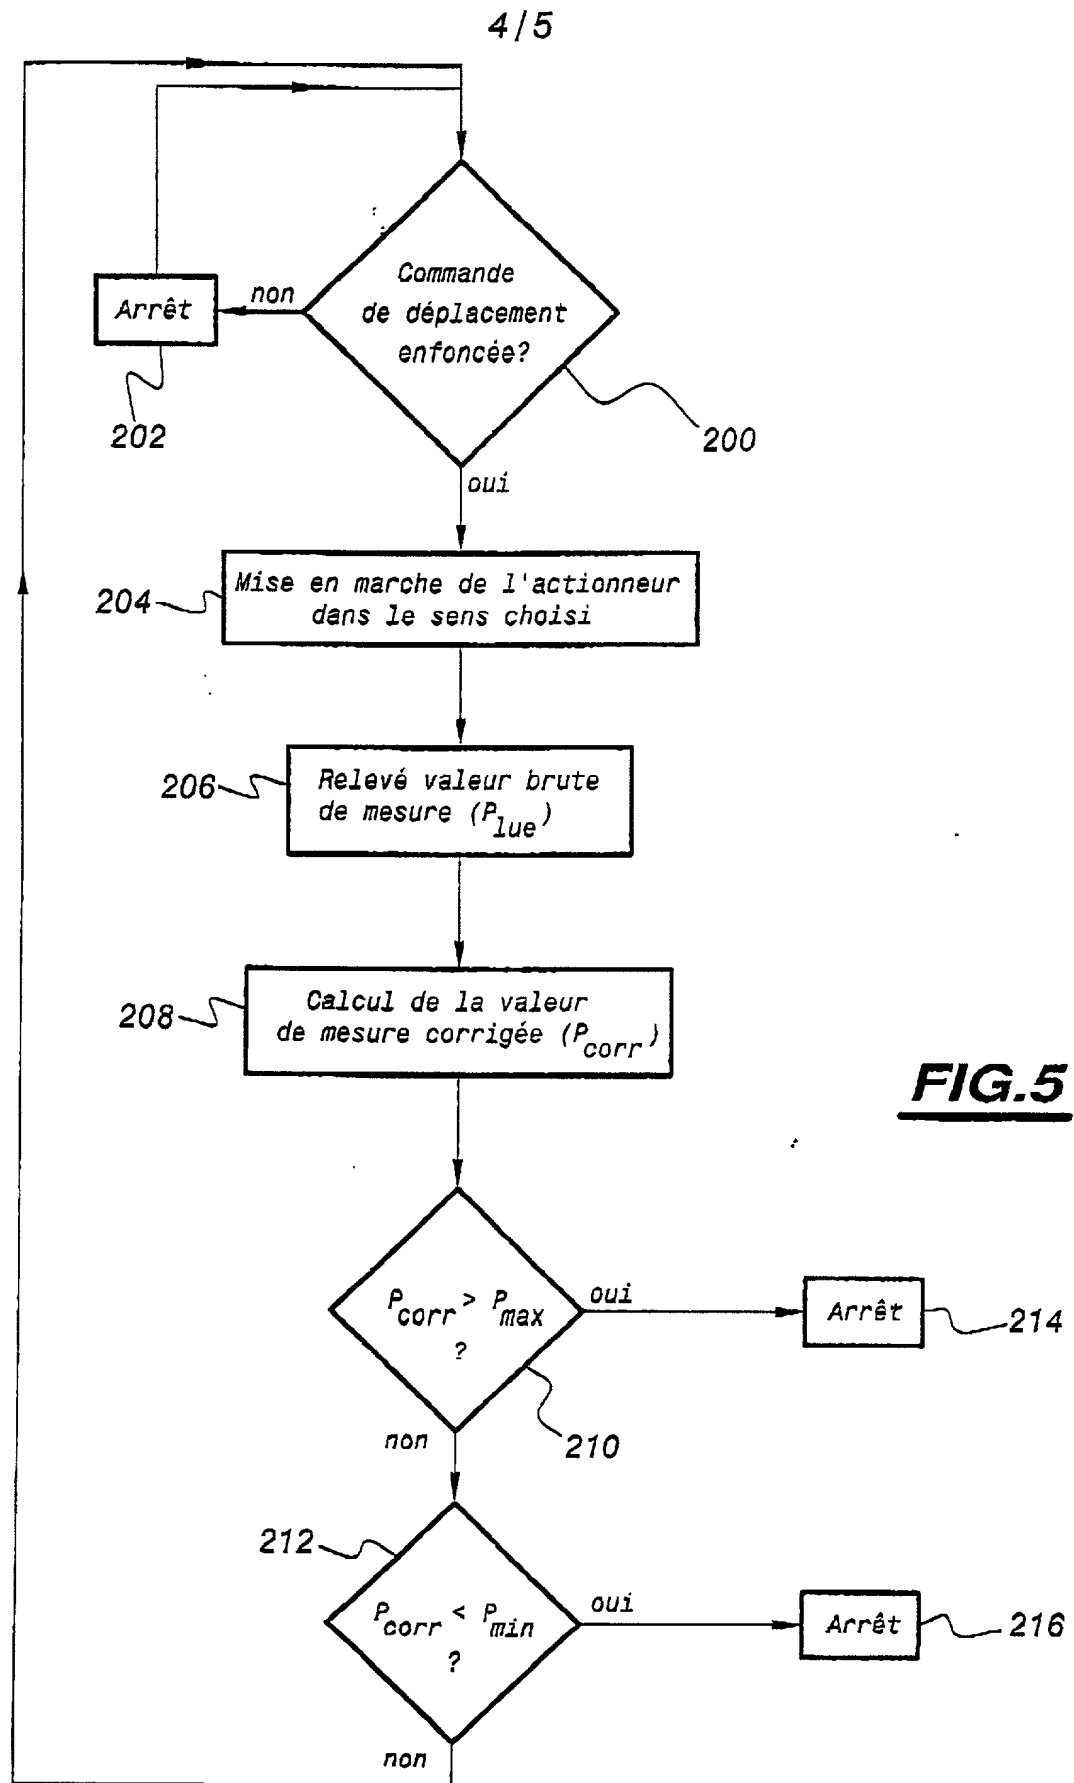 4/5
Commande
de déplacement
enfoncée?
non
Arrêt
202
200
oui
Mise en marche de l'actionneur
dans le sens choisi
204
206
Relevé valeur brute
de mesure (Plue)
208
Calcul de la valeur
de mesure corrigée (Pcorr)
FIG.5
Pcorr > Pmax
?
oui
Arrêt
214
210
non
212
Pcorr < Pmin
?
oui
Arrêt
216
non